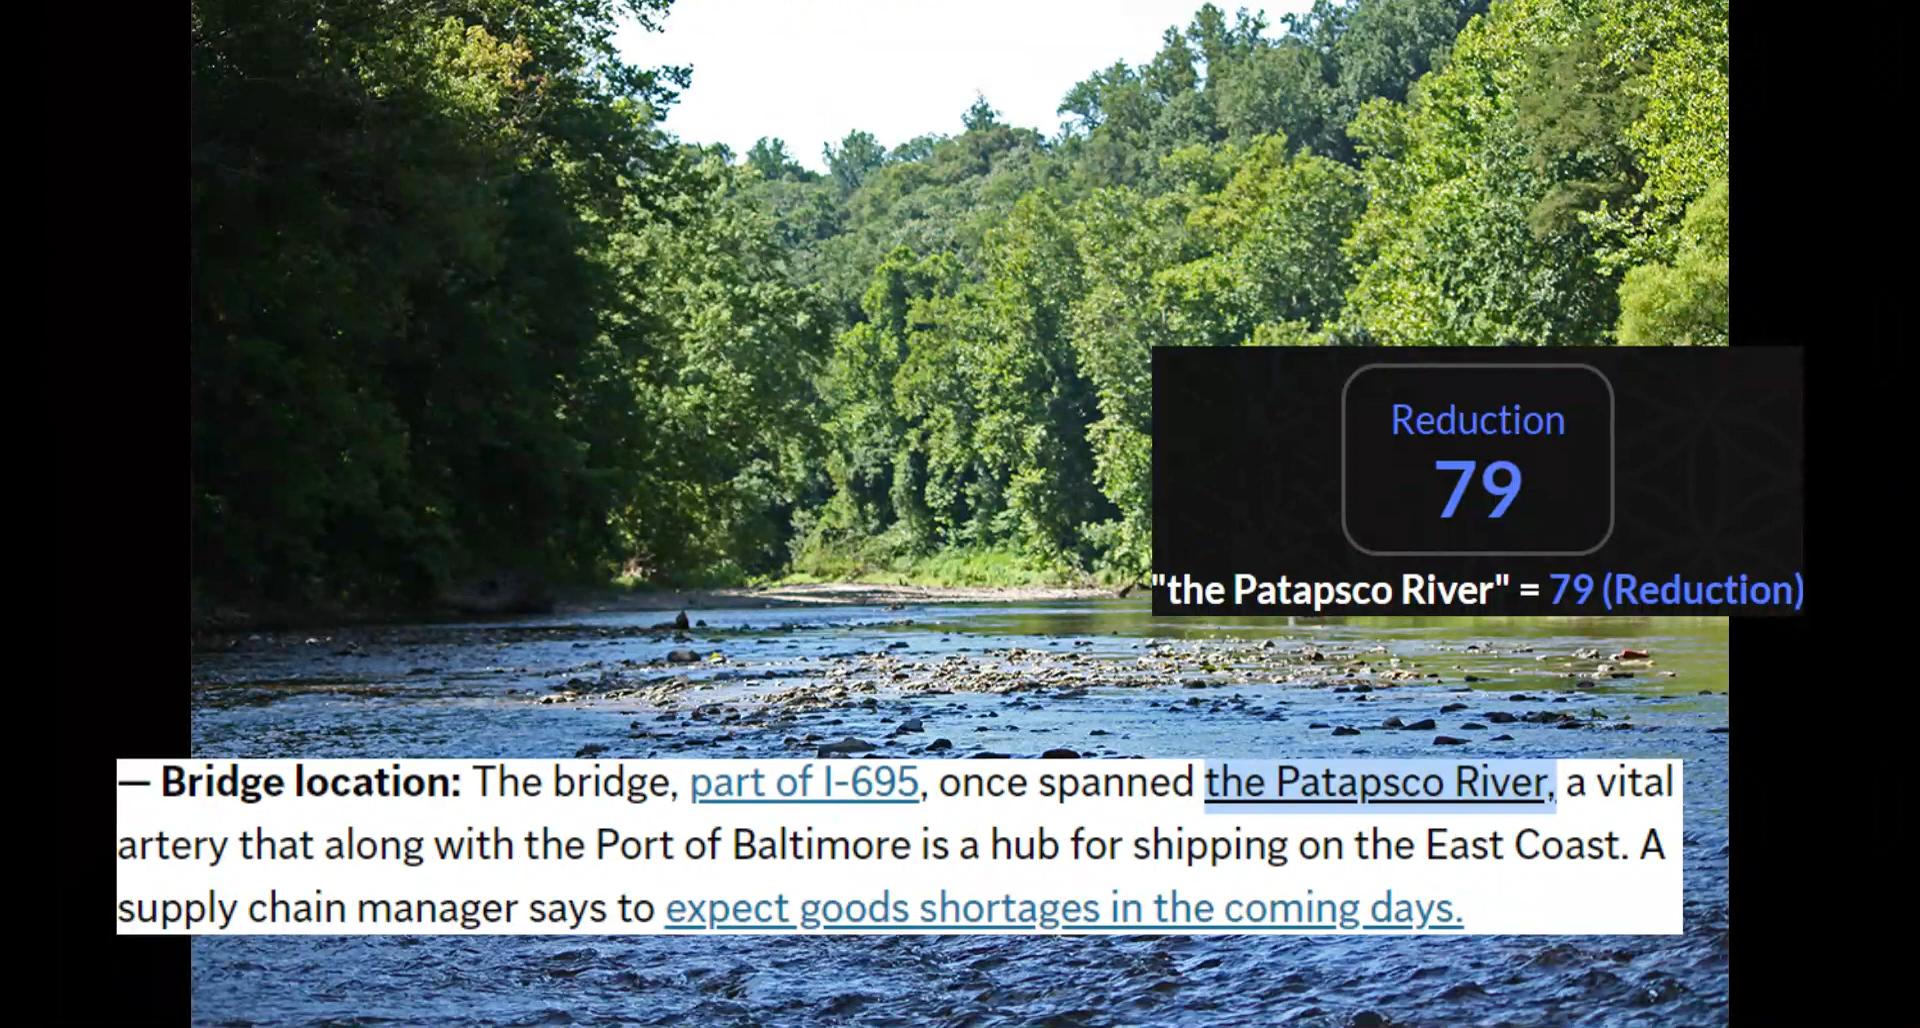 Reduction
79
"the Patapsco River" = 79 (Reduction)
— Bridge location: The bridge, part of I-695, once spanned the Patapsco River, a vital
artery that along with the Port of Baltimore is a hub for shipping on the East Coast. A
supply chain manager says to expect goods shortages in the coming days.